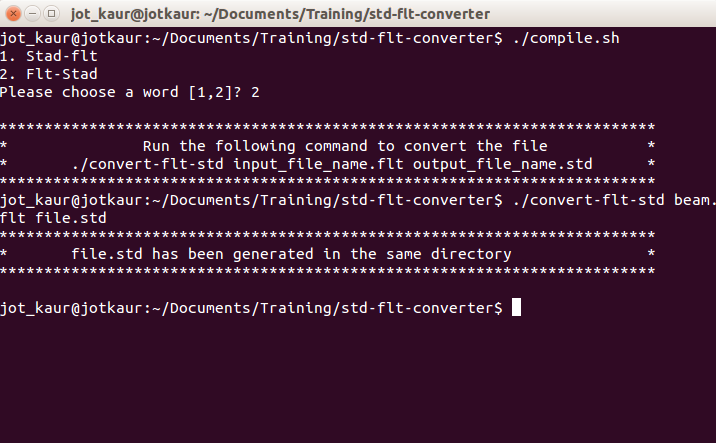 jot_kaur@jotkaur: ~/Documents/Training/std-flt-converter
jot_kaur@jotkaur:~/Documents/Training/std-flt-converter$ ./compile.sh
1. Stad-flt
2. Flt-Stad
Please choose a word [1,2]? 2

*************************************************************************
*               Run the following command to convert the file           *
*       ./convert-flt-std input_file_name.flt output_file_name.std      *
*************************************************************************
jot_kaur@jotkaur:~/Documents/Training/std-flt-converter$ ./convert-flt-std beam.
flt file.std
*************************************************************************
*       file.std has been generated in the same directory               *
*************************************************************************

jot_kaur@jotkaur:~/Documents/Training/std-flt-converter$